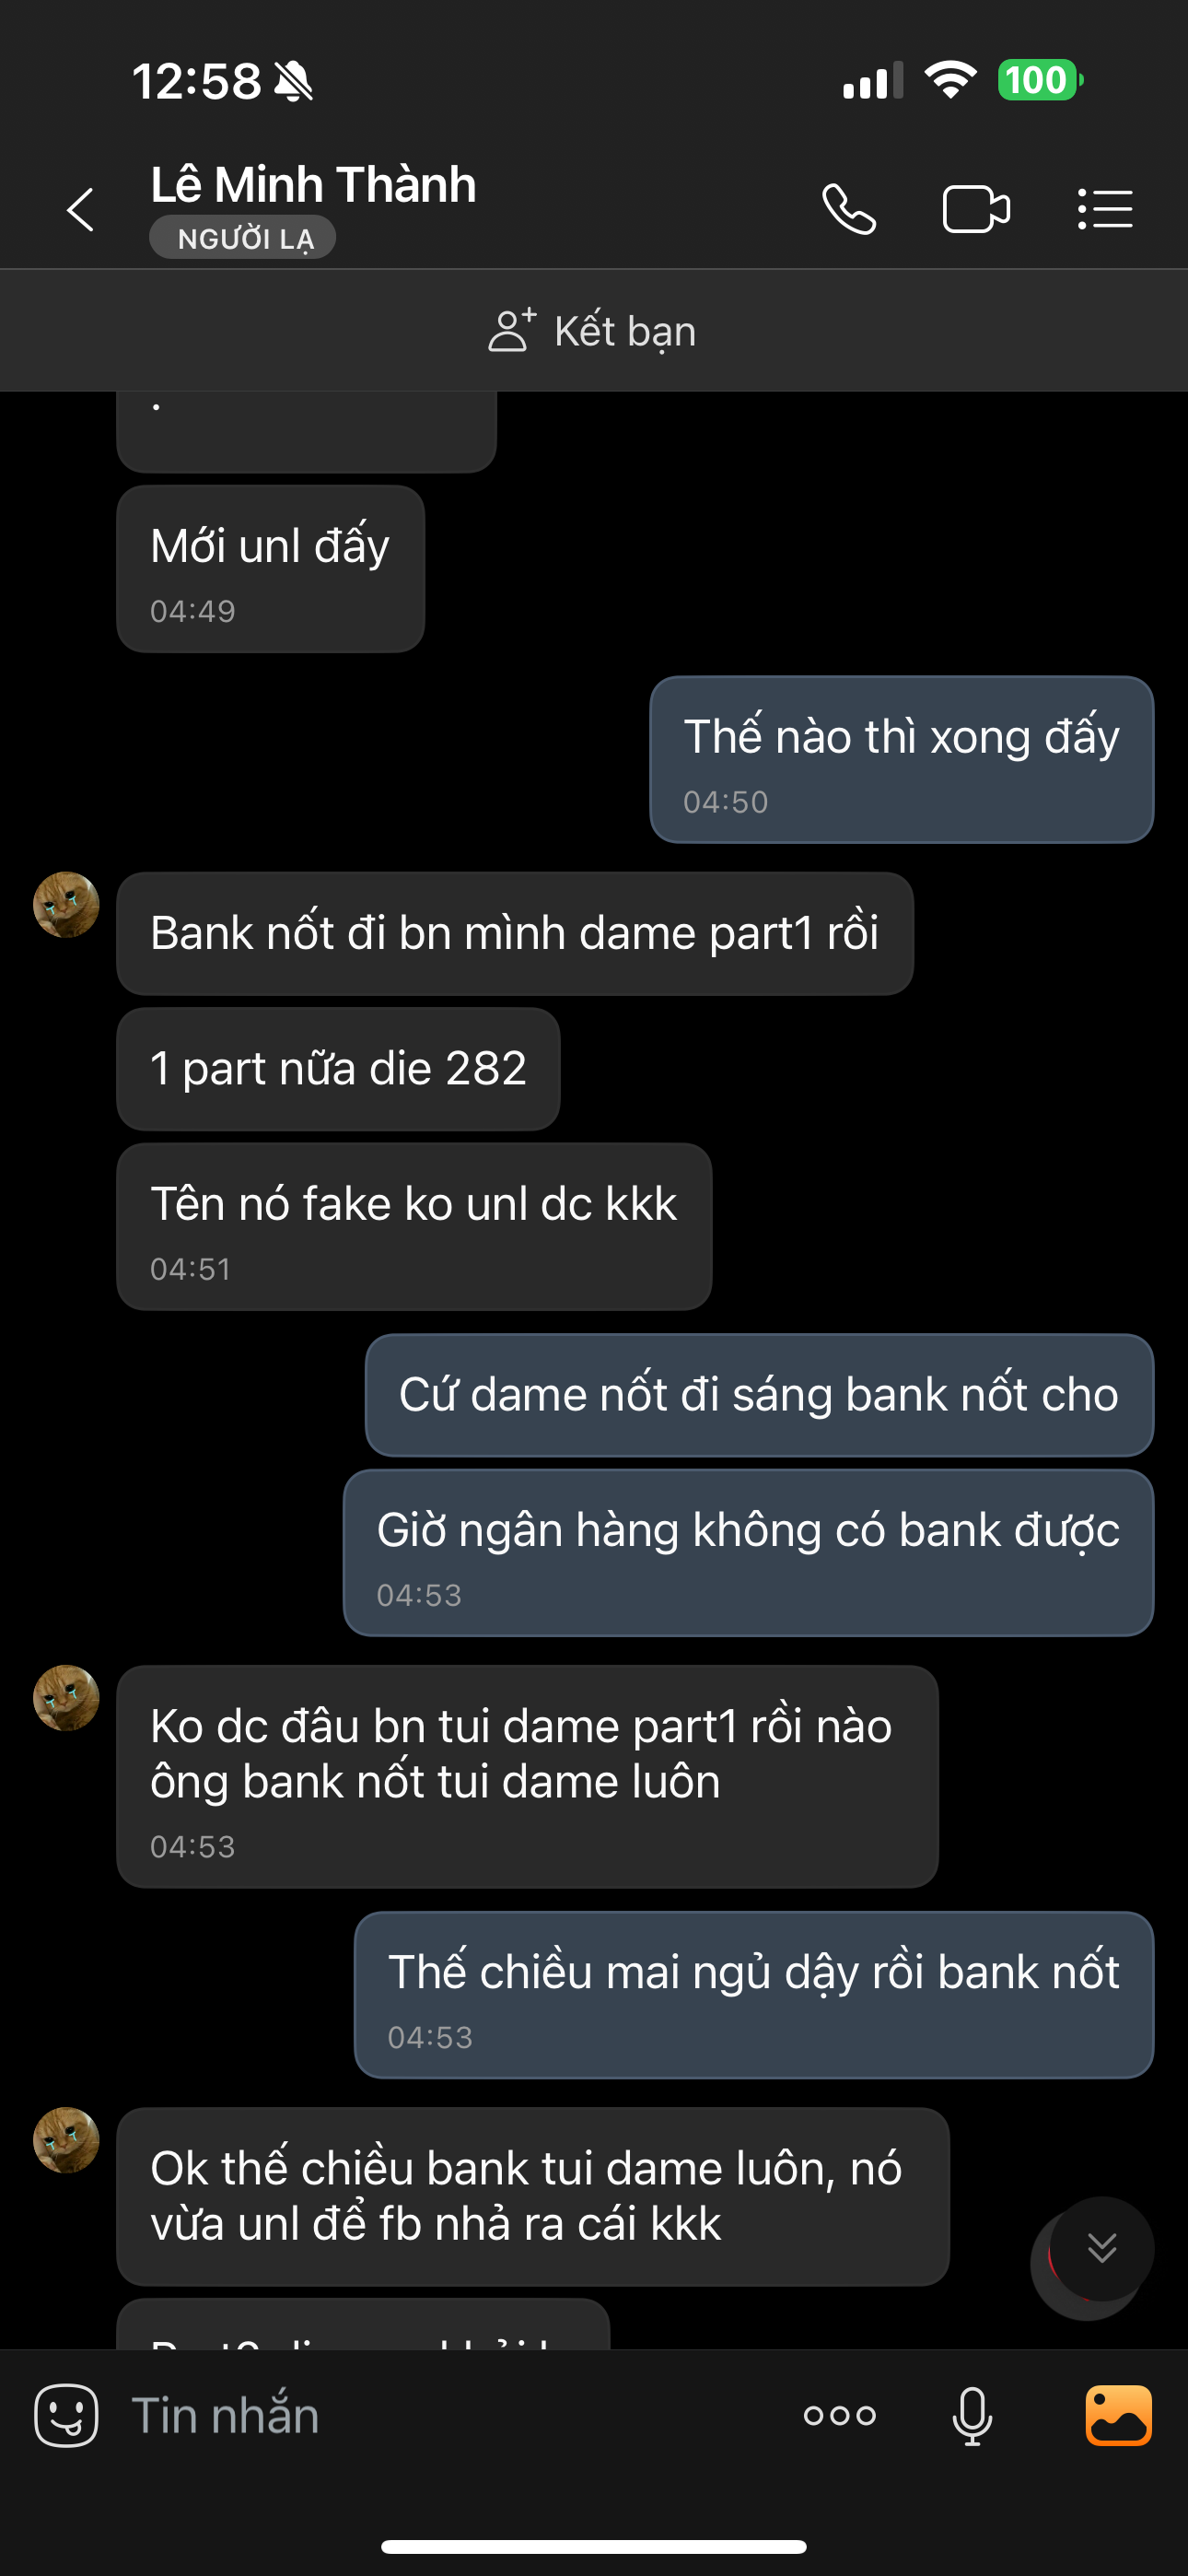 12:58
100
Lê Minh Thành
NGƯỜI LẠ
Kết bạn
.
Mới unl đấy
04:49
Thế nào thì xong đấy
04:50
Bank nốt đi bn mình dame part1 rồi
1 part nữa die 282
Tên nó fake ko unl dc kkk
04:51
Cứ dame nốt đi sáng bank nốt cho
Giờ ngân hàng không có bank được
04:53
Ko dc đâu bn tui dame part1 rồi nào
ông bank nốt tui dame luôn
04:53
Thế chiều mai ngủ dậy rồi bank nốt
04:53
Ok thế chiều bank tui dame luôn, nó
vừa unl để fb nhả ra cái kkk
Tin nhắn